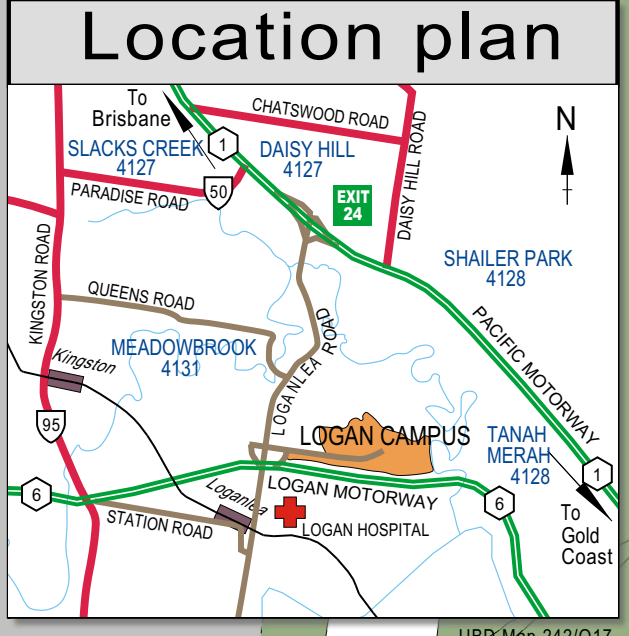 Location plan
To
Brisbane
CHATSWOOD ROAD
N
SLACKS CREEK
4127
1
DAISY HILL
4127
DAISY HILL ROAD
50
PARADISE ROAD
EXIT
24
KINGSTON ROAD
SHAILER PARK
4128
QUEENS ROAD
LOGANLEA ROAD
PACIFIC MOTORWAY
MEADOWBROOK
4131
Kingston
95
LOGAN CAMPUS
TANAH
MERAH
4128
1
6
LOGAN MOTORWAY
6
To
Gold
Coast
Loganlea
STATION ROAD
LOGAN HOSPITAL